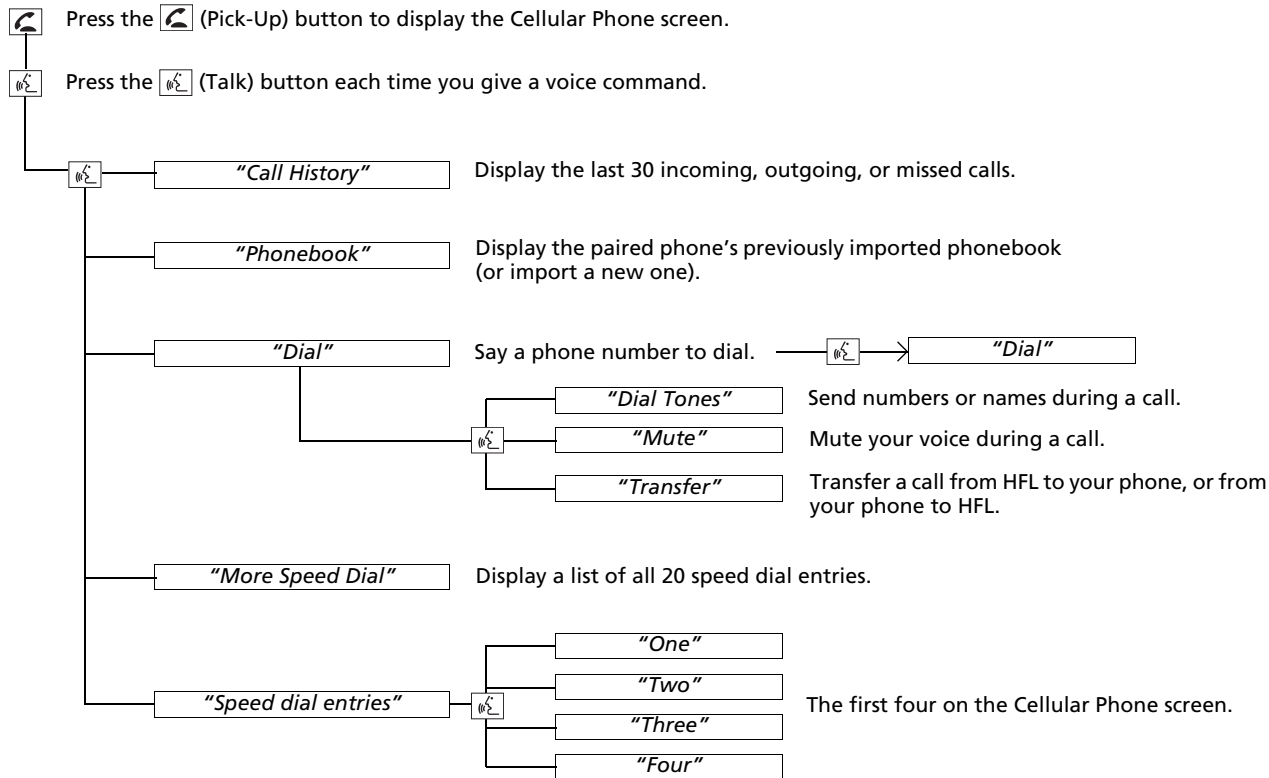 Press the (Pick-Up) button to display the Cellular Phone screen.
Press the (Talk) button each time you give a voice command.
"Call History"
Display the last 30 incoming, outgoing, or missed calls.
"Phonebook"
Display the paired phone's previously imported phonebook
(or import a new one).
"Dial"
Say a phone number to dial.
"Dial"
"Dial Tones"
Send numbers or names during a call.
"Mute"
Mute your voice during a call.
"Transfer"
Transfer a call from HFL to your phone, or from
your phone to HFL.
"More Speed Dial"
Display a list of all 20 speed dial entries.
"Speed dial entries"
"One"
"Two"
"Three"
"Four"
The first four on the Cellular Phone screen.